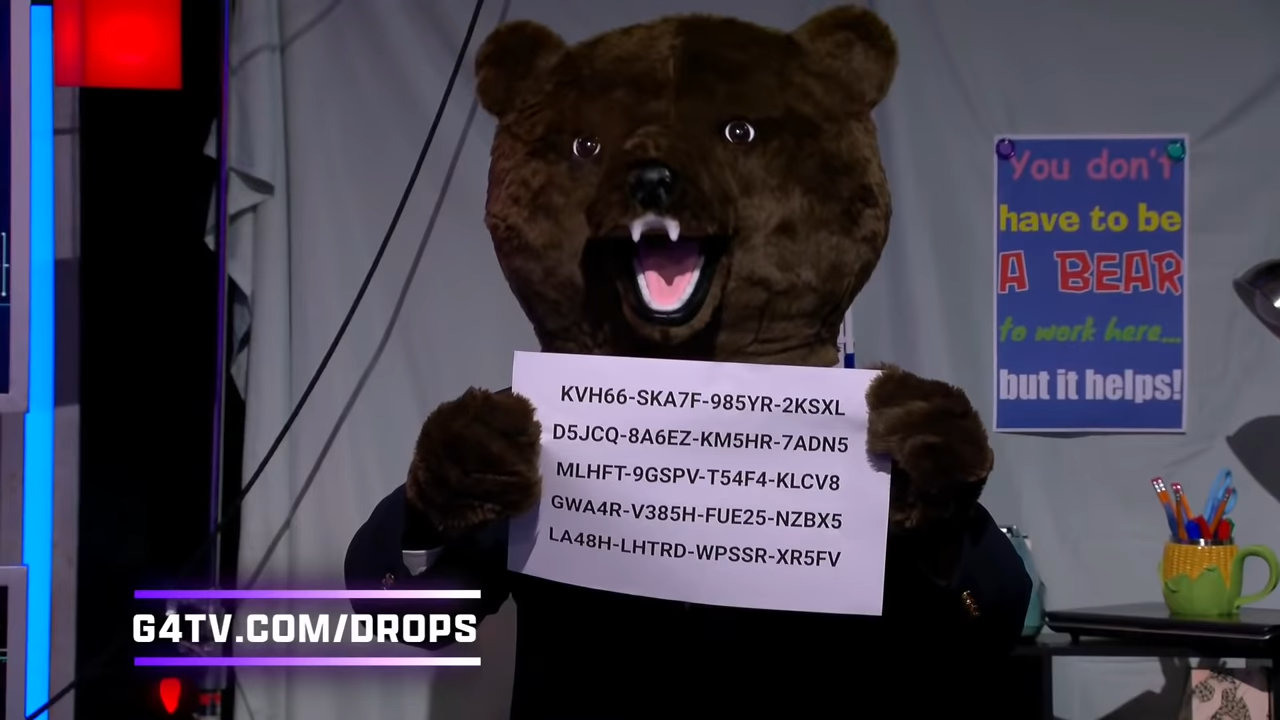 You don't
have to be
A BEAR
to work here...
but it helps!
KVH66-SKA7F-985YR-2KSXL
D5JCQ-8A6EZ-KM5HR-7ADN5
MLHFT-9GSPV-T54F4-KLCV8
GWA4R-V385H-FUE25-NZBX5
LA48H-LHTRD-WPSSR-XR5FV
G4TV.COM/DROPS